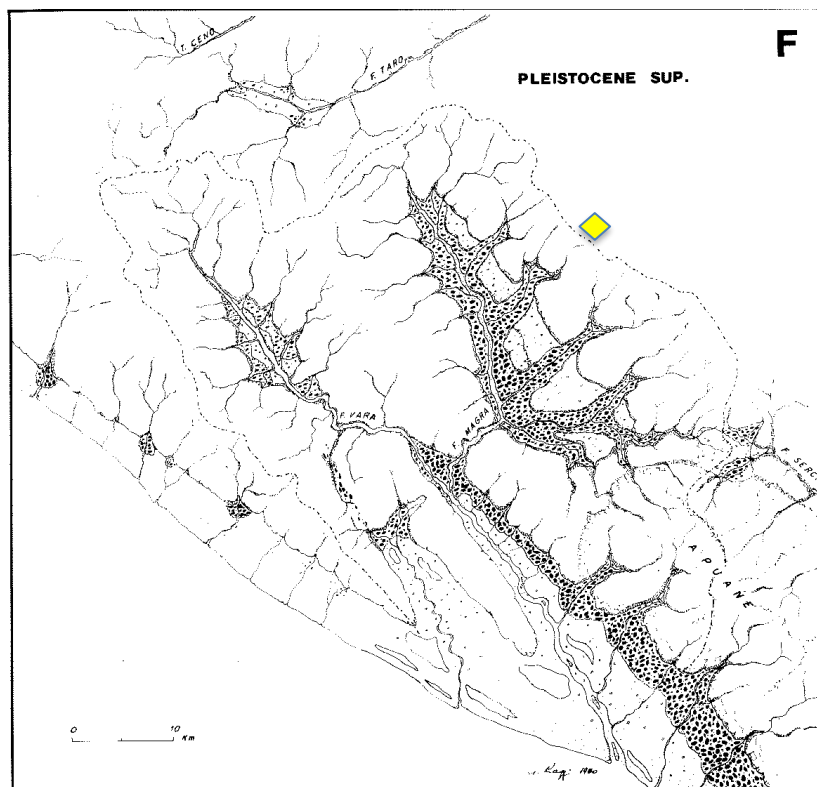 F
PLEISTOCENE SUP.
T. CENO
F. TARO
F. VARA
F. MAGRA
F. SERC
APUANE
0 10
Km
1980